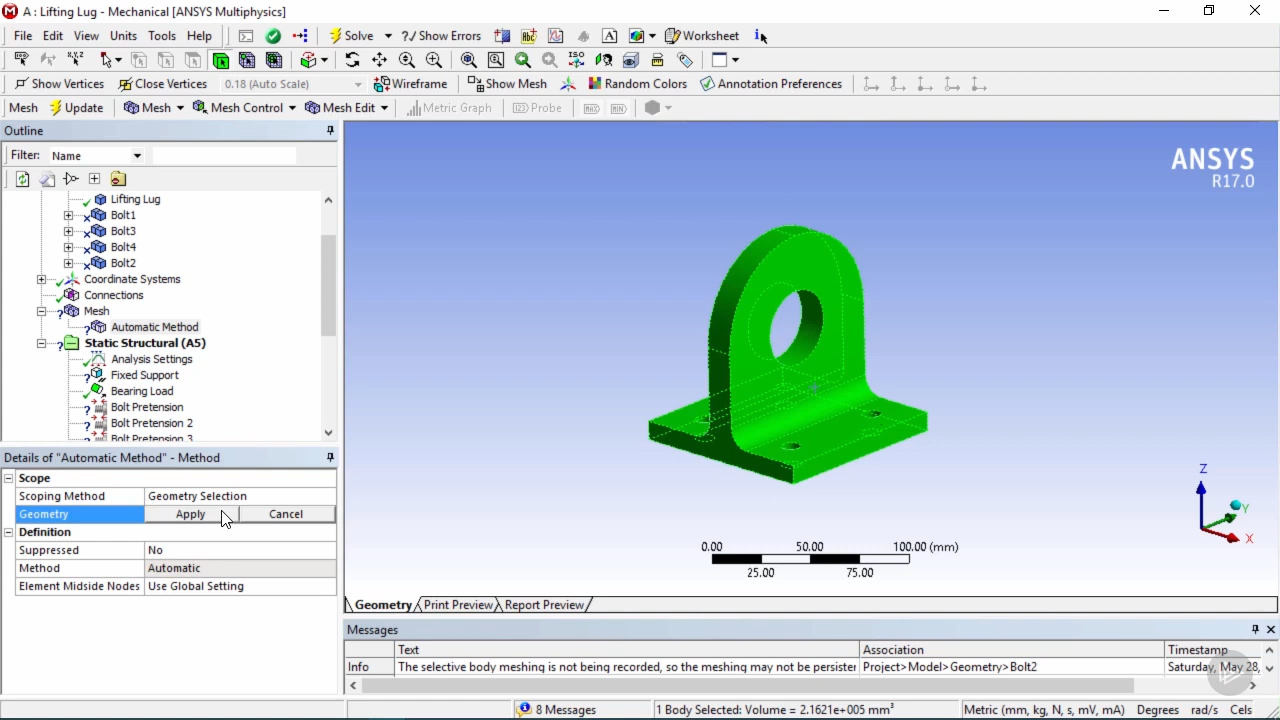 A : Lifting Lug - Mechanical [ANSYS Multiphysics]
File Edit View Units Tools Help Solve ?/ Show Errors Worksheet
Show Vertices Close Vertices 0.18 (Auto Scale) Wireframe Show Mesh Random Colors Annotation Preferences
Mesh Update Mesh Mesh Control Mesh Edit Metric Graph Probe MAX MIN
Outline
Filter: Name
Lifting Lug
Bolt1
Bolt3
Bolt4
Bolt2
Coordinate Systems
Connections
Mesh
Automatic Method
Static Structural (A5)
Analysis Settings
Fixed Support
Bearing Load
Bolt Pretension
Bolt Pretension 2
Bolt Pretension 3
Details of "Automatic Method" - Method
Scope
Scoping Method Geometry Selection
Geometry Apply Cancel
Definition
Suppressed No
Method Automatic
Element Midside Nodes Use Global Setting
ANSYS
R17.0
Z
Y
X
0.00 50.00 100.00 (mm)
25.00 75.00
Geometry Print Preview Report Preview
Messages
Text Association Timestamp
Info The selective body meshing is not being recorded, so the meshing may not be persister Project>Model>Geometry>Bolt2 Saturday, May 28,
8 Messages 1 Body Selected: Volume = 2.1621e+005 mm³ Metric (mm, kg, N, s, mV, mA) Degrees rad/s Cels